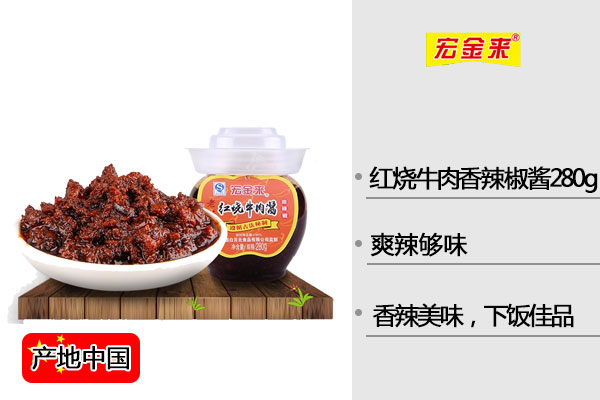 宏金来®
红烧牛肉香辣椒酱280g
爽辣够味
香辣美味，下饭佳品
宏金来
红烧牛肉酱
280g
产地中国